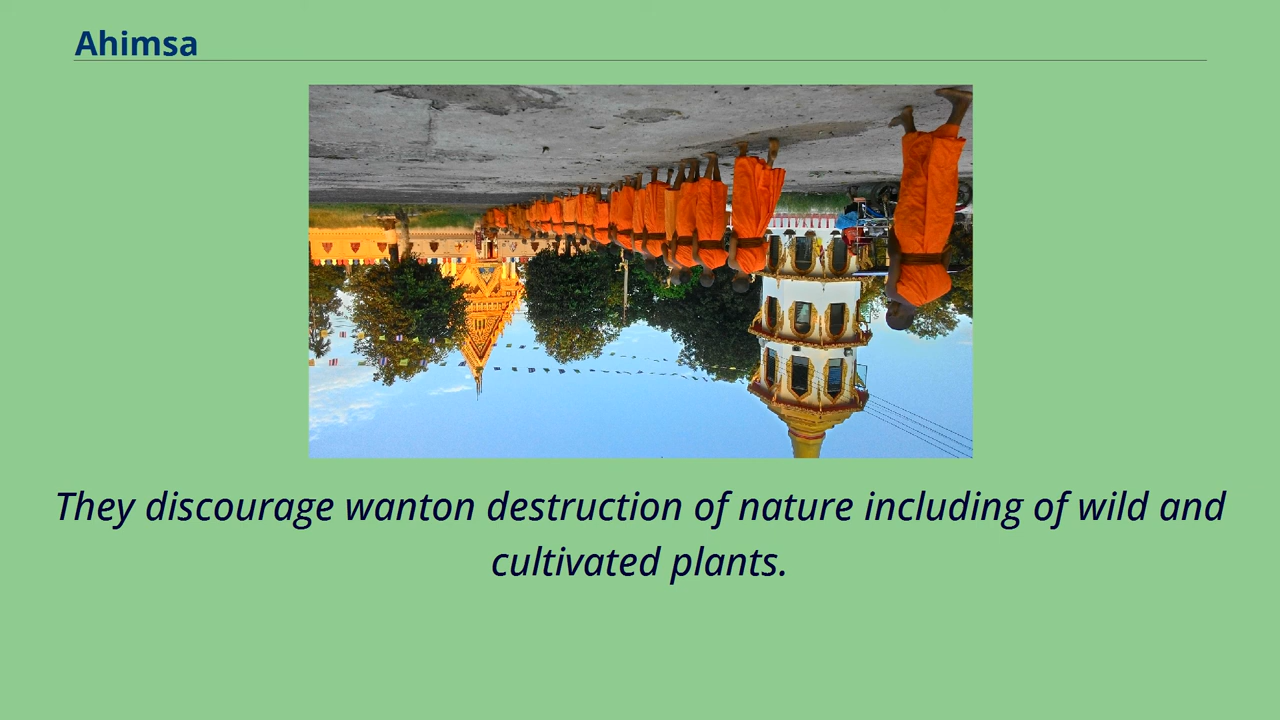 Ahimsa
They discourage wanton destruction of nature including of wild and
cultivated plants.